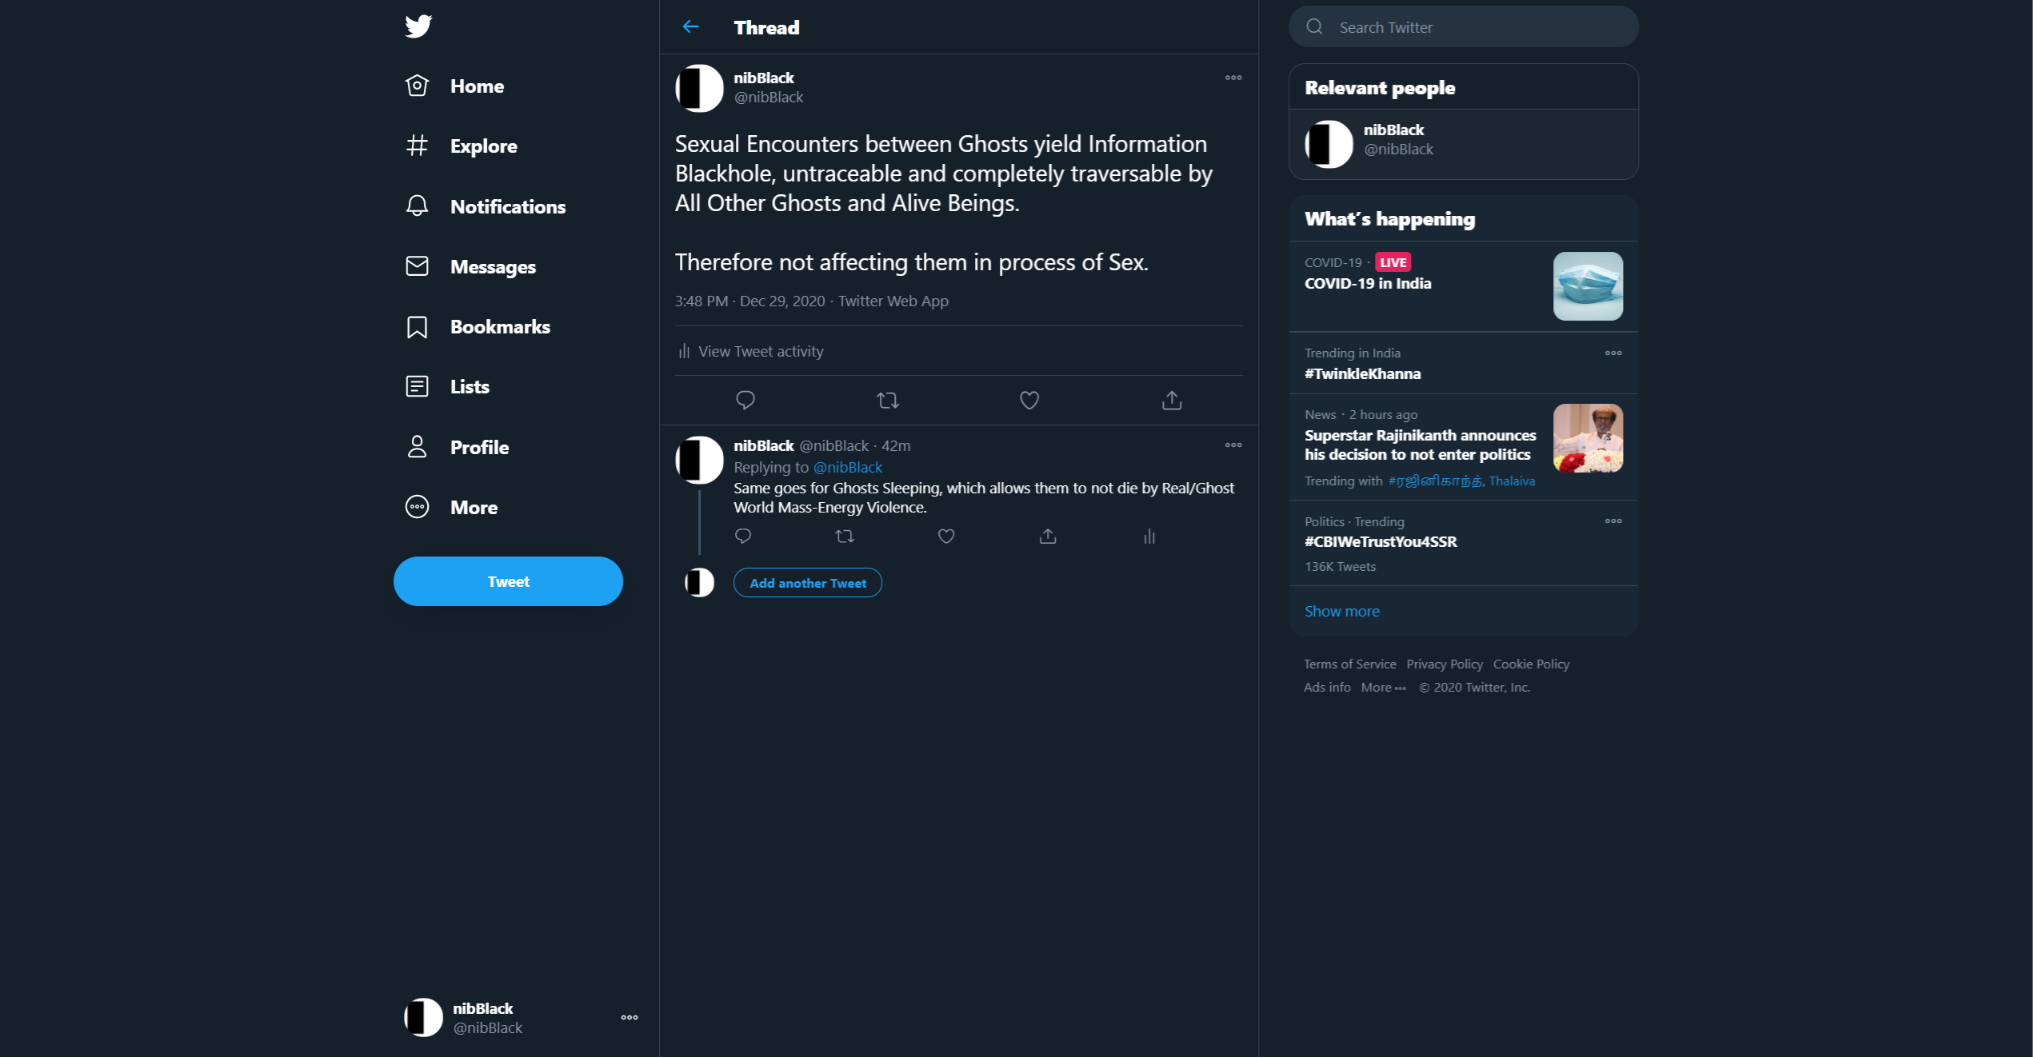 Home
Explore
Notifications
Messages
Bookmarks
Lists
Profile
More
Tweet
nibBlack
@nibBlack
Thread
nibBlack
@nibBlack
Sexual Encounters between Ghosts yield Information
Blackhole, untraceable and completely traversable by
All Other Ghosts and Alive Beings.
Therefore not affecting them in process of Sex.
3:48 PM · Dec 29, 2020 · Twitter Web App
View Tweet activity
nibBlack @nibBlack · 42m
Replying to @nibBlack
Same goes for Ghosts Sleeping, which allows them to not die by Real/Ghost
World Mass-Energy Violence.
Add another Tweet
Search Twitter
Relevant people
nibBlack
@nibBlack
What's happening
COVID-19 · LIVE
COVID-19 in India
Trending in India
#TwinkleKhanna
News · 2 hours ago
Superstar Rajinikanth announces
his decision to not enter politics
Trending with #ரஜினிகாந்த், Thalaiva
Politics · Trending
#CBIWeTrustYou4SSR
136K Tweets
Show more
Terms of Service Privacy Policy Cookie Policy
Ads info More © 2020 Twitter, Inc.